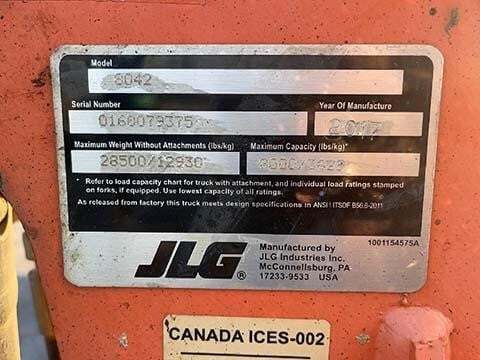 Model
8042
Serial Number
Year of Manufacture
0160079375
2017
Maximum Weight Without Attachments (lbs/kg)
Maximum Capacity (lbs/kg)*
28500/12930
* Refer to load capacity chart for truck with attachment, and individual load ratings stamped
on forks, if equipped. Use lowest capacity of all ratings.
As released from factory this truck meets design specifications in ANSI / ITSDF B56.6-2011
JLG®
Manufactured by
JLG Industries Inc.
McConnellsburg, PA
17233-9533 USA
1001154575A
CANADA ICES-002